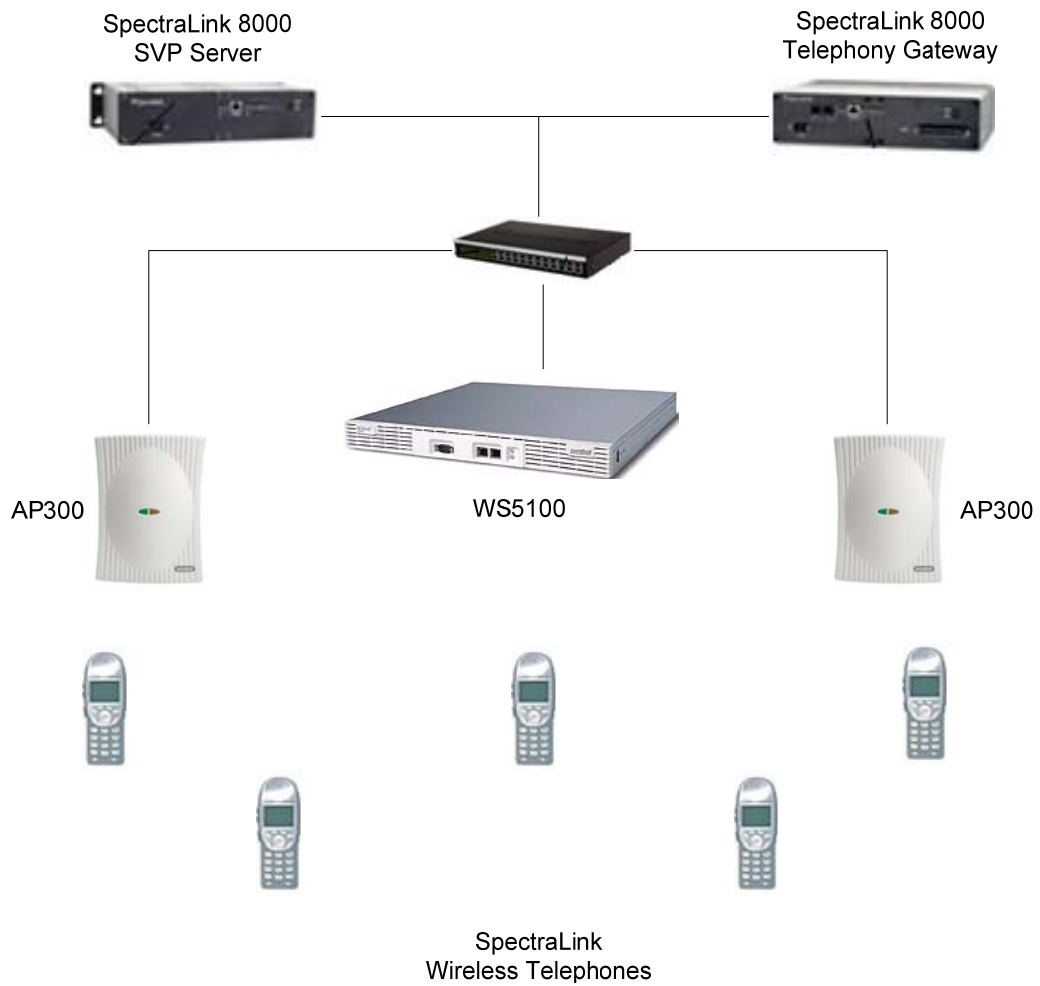 SpectraLink 8000
SVP Server
SpectraLink 8000
Telephony Gateway
AP300
WS5100
AP300
SpectraLink
Wireless Telephones